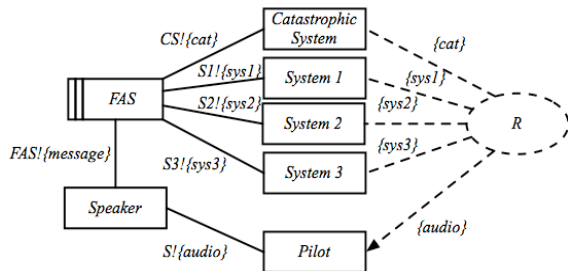 Catastrophic
System
CS!{cat}
{cat}
S1!{sys1}
System 1
{sys1}
FAS
S2!{sys2}
System 2
{sys2}
R
FAS!{message}
S3!{sys3}
System 3
{sys3}
Speaker
{audio}
S!{audio}
Pilot